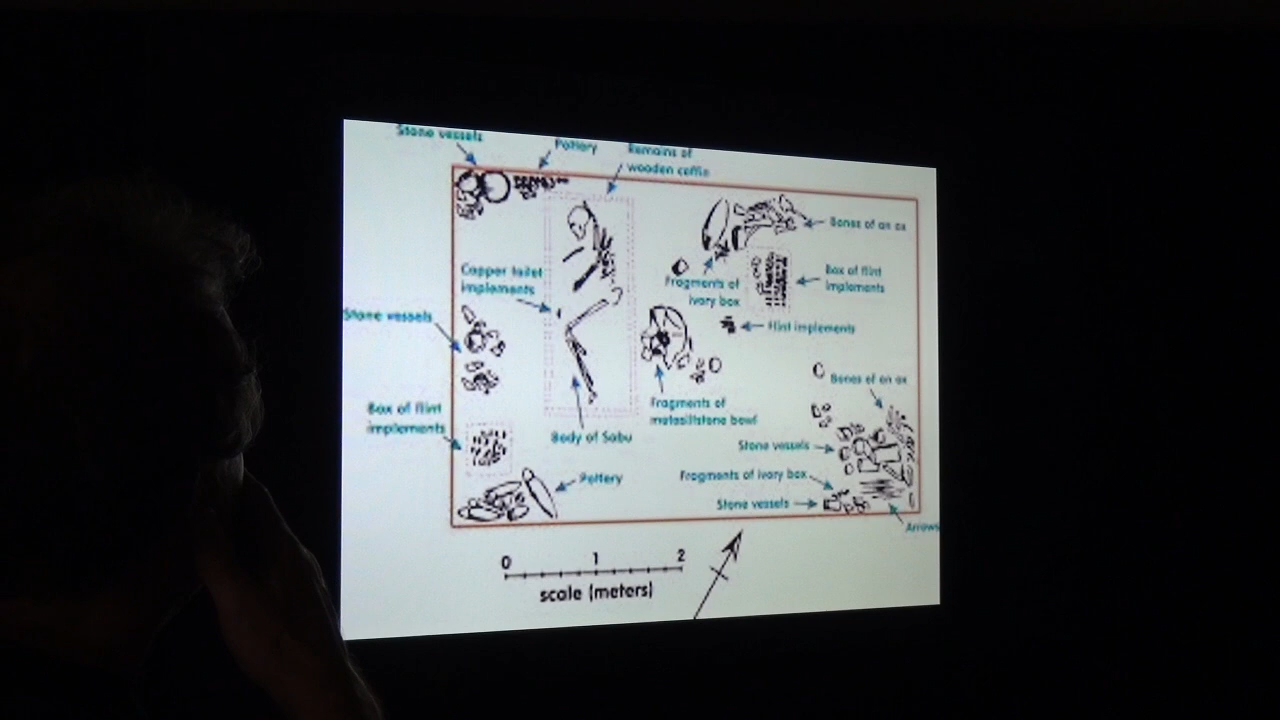 Stone vessels
Pottery
Remains of
wooden coffin
Bones of an ox
Copper toilet
implements
Fragments of
ivory box
Box of flint
implements
Stone vessels
Flint implements
Bones of an ox
Fragments of
metasiltstone bowl
Box of flint
implements
Body of Sabu
Stone vessels
Pottery
Fragments of ivory box
Stone vessels
Arrows
0 1 2
scale (meters)